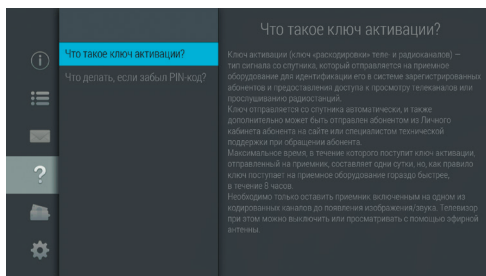 Что такое ключ активации?
Что такое ключ активации?
Что делать, если забыл PIN-код?
Ключ активации (ключ «раскодировки» теле- и радиоканалов) —
тип сигнала со спутника, который отправляется на приемное
оборудование для идентификации его в системе зарегистрированных
абонентов и предоставления доступа к просмотру телеканалов или
прослушиванию радиостанций.
Ключ отправляется со спутника автоматически, и также
дополнительно может быть отправлен абонентом из Личного
кабинета абонента на сайте или специалистом технической
поддержки при обращении абонента.
Максимальное время, в течение которого поступит ключ активации,
отправленный на приемник, составляет одни сутки, но, как правило
ключ поступает на приемное оборудование гораздо быстрее,
в течение 8 часов.
Необходимо только оставить приемник включенным на одном из
кодированных каналов до появления изображения/звука. Телевизор
при этом можно выключить или просматривать с помощью эфирной
антенны.